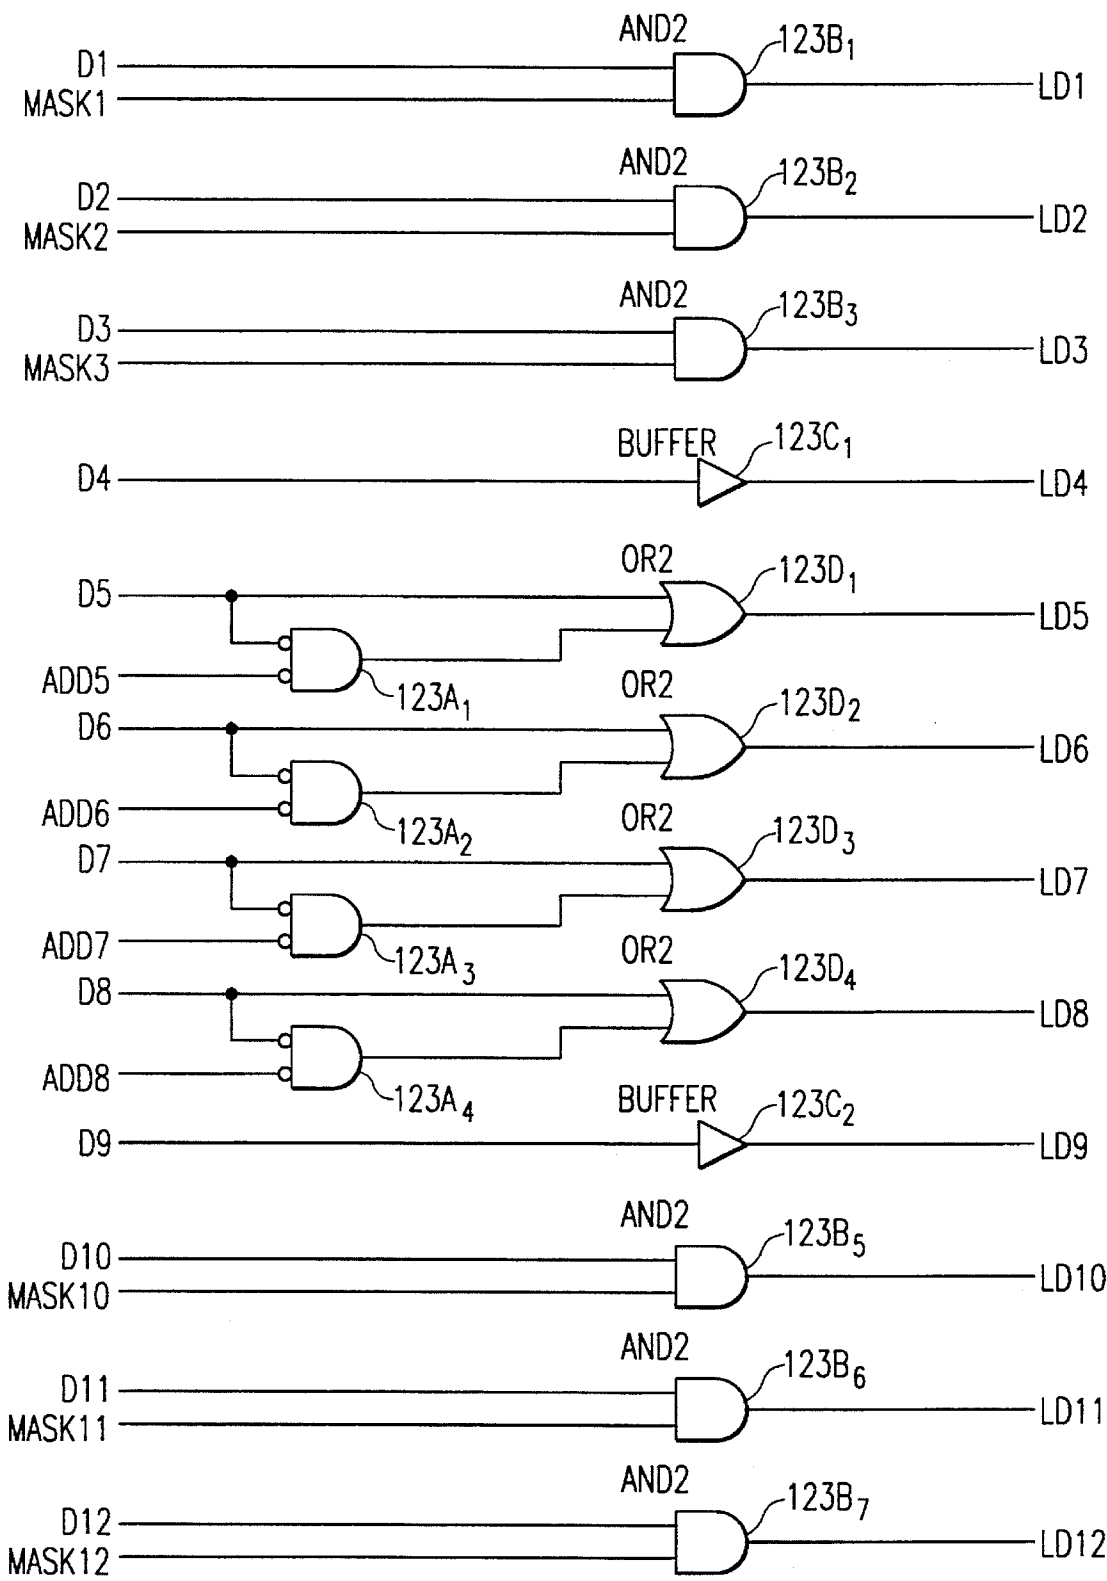 AND2
123B1
D1
MASK1
LD1
AND2
123B2
D2
MASK2
LD2
AND2
123B3
D3
MASK3
LD3
BUFFER
123C1
D4
LD4
OR2
123D1
D5
LD5
ADD5
123A1
OR2
123D2
D6
LD6
ADD6
123A2
OR2
123D3
D7
LD7
ADD7
123A3
OR2
123D4
D8
LD8
ADD8
123A4
BUFFER
123C2
D9
LD9
AND2
123B5
D10
MASK10
LD10
AND2
123B6
D11
MASK11
LD11
AND2
123B7
D12
MASK12
LD12